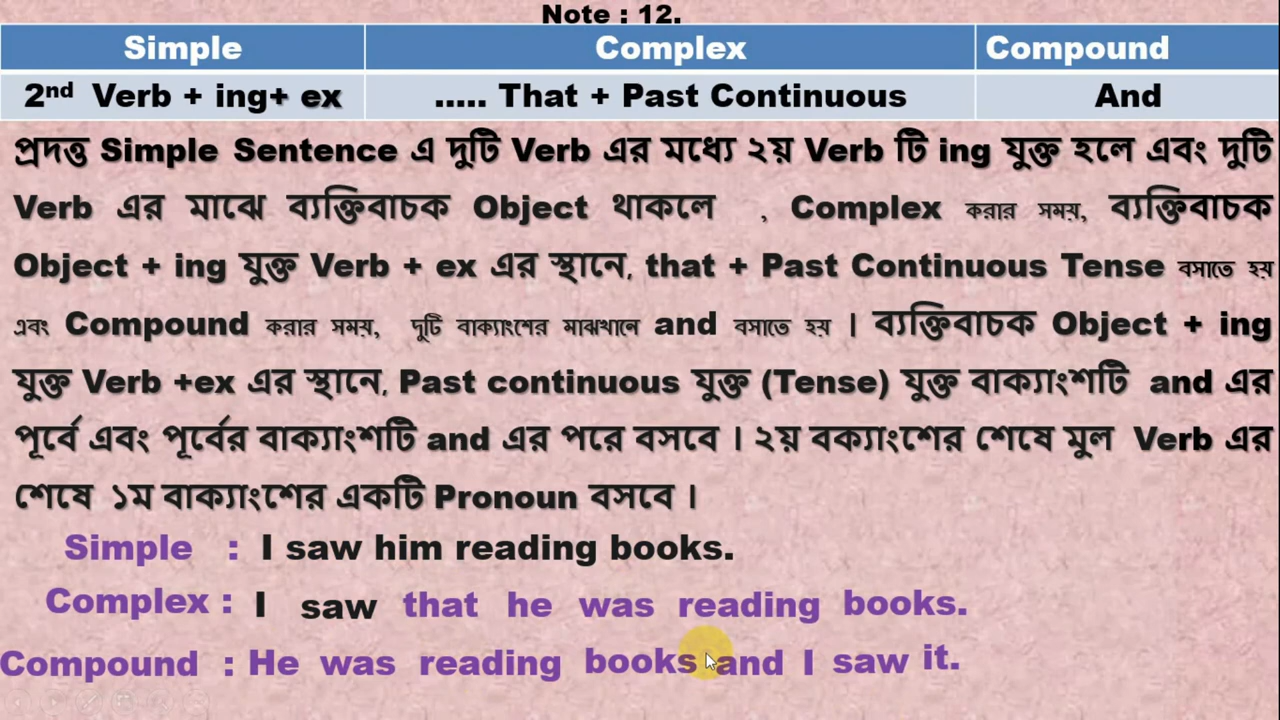 Note : 12.
Simple Complex Compound
2nd Verb + ing+ ex ..... That + Past Continuous And
প্রদত্ত Simple Sentence এ দুটি Verb এর মধ্যে ২য় Verb টি ing যুক্ত হলে এবং দুটি
Verb এর মাঝে ব্যক্তিবাচক Object থাকলে , Complex করার সময়, ব্যক্তিবাচক
Object + ing যুক্ত Verb + ex এর স্থানে, that + Past Continuous Tense বসাতে হয়
এবং Compound করার সময়, দুটি বাক্যাংশের মাঝখানে and বসাতে হয় । ব্যক্তিবাচক Object + ing
যুক্ত Verb +ex এর স্থানে, Past continuous যুক্ত (Tense) যুক্ত বাক্যাংশটি and এর
পূর্বে এবং পূর্বের বাক্যাংশটি and এর পরে বসবে । ২য় বক্যাংশের শেষে মুল Verb এর
শেষে ১ম বাক্যাংশের একটি Pronoun বসবে ।
Simple : I saw him reading books.
Complex : I saw that he was reading books.
Compound : He was reading books and I saw it.